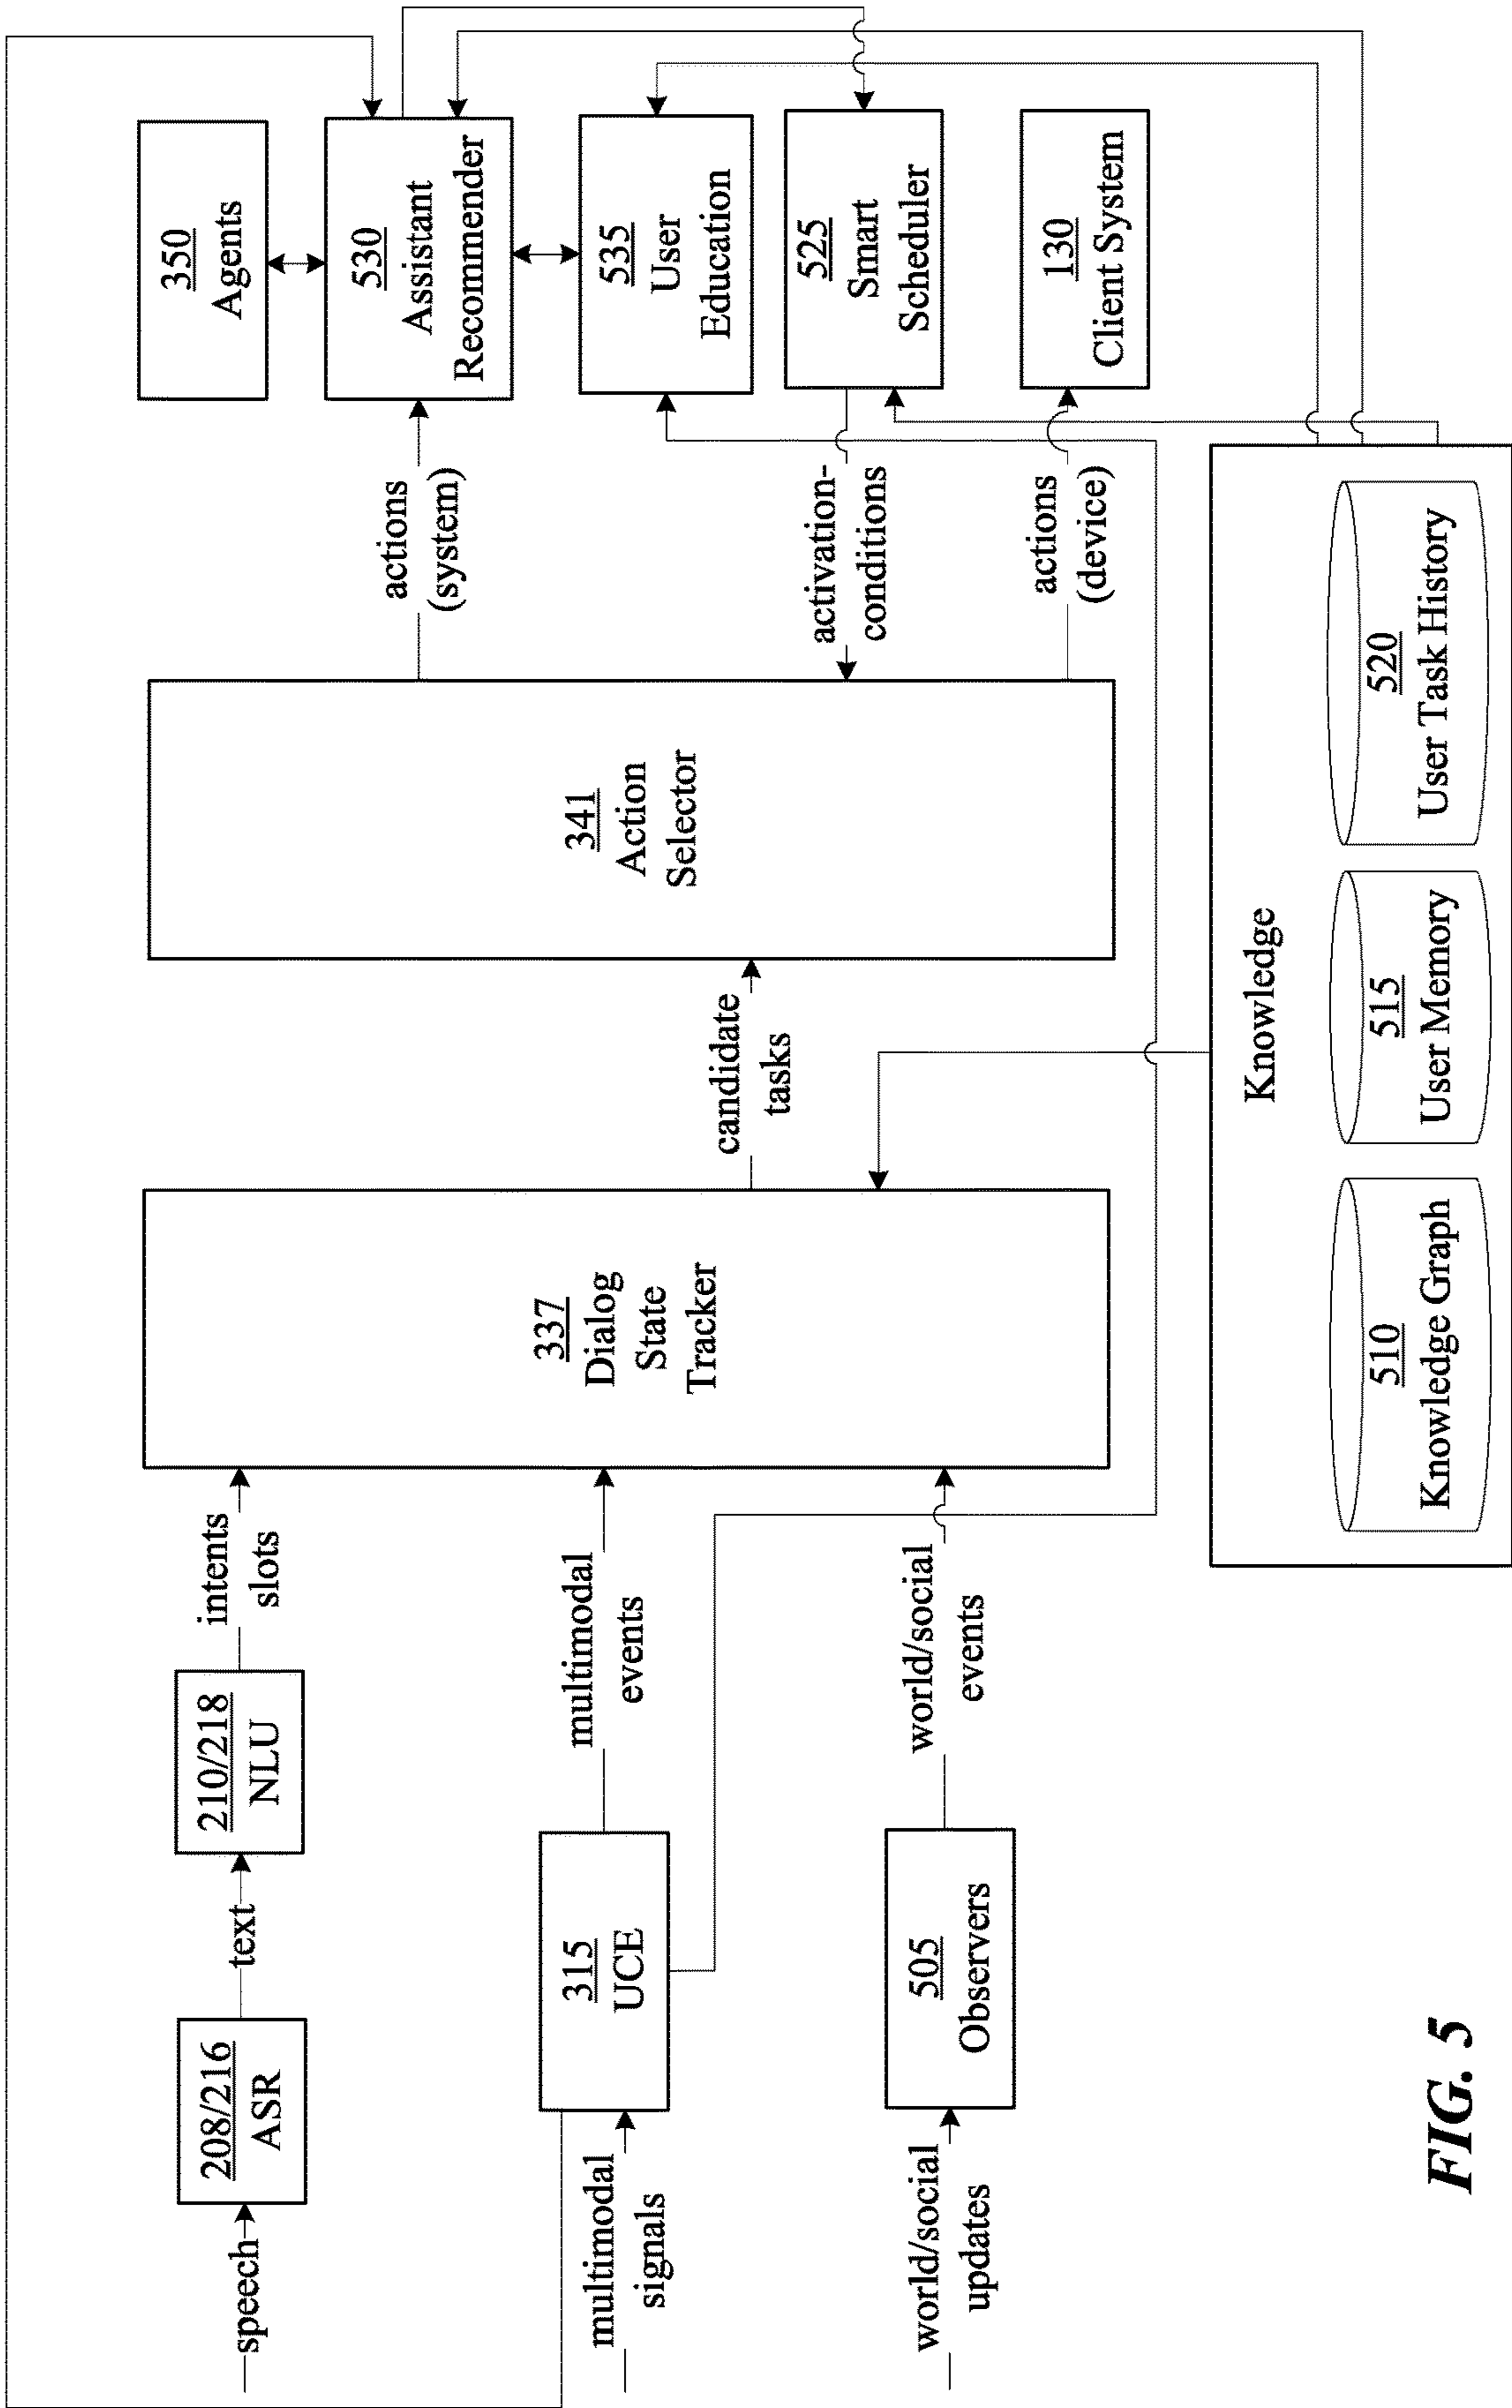 speech
208/216
ASR
text
210/218
NLU
intents
slots
multimodal
signals
315
UCE
multimodal
events
world/social
updates
505
Observers
world/social
events
337
Dialog
State
Tracker
candidate
tasks
341
Action
Selector
actions
(system)
activation-
conditions
actions
(device)
350
Agents
530
Assistant
Recommender
535
User
Education
525
Smart
Scheduler
130
Client System
Knowledge
510
Knowledge Graph
515
User Memory
520
User Task History
FIG. 5